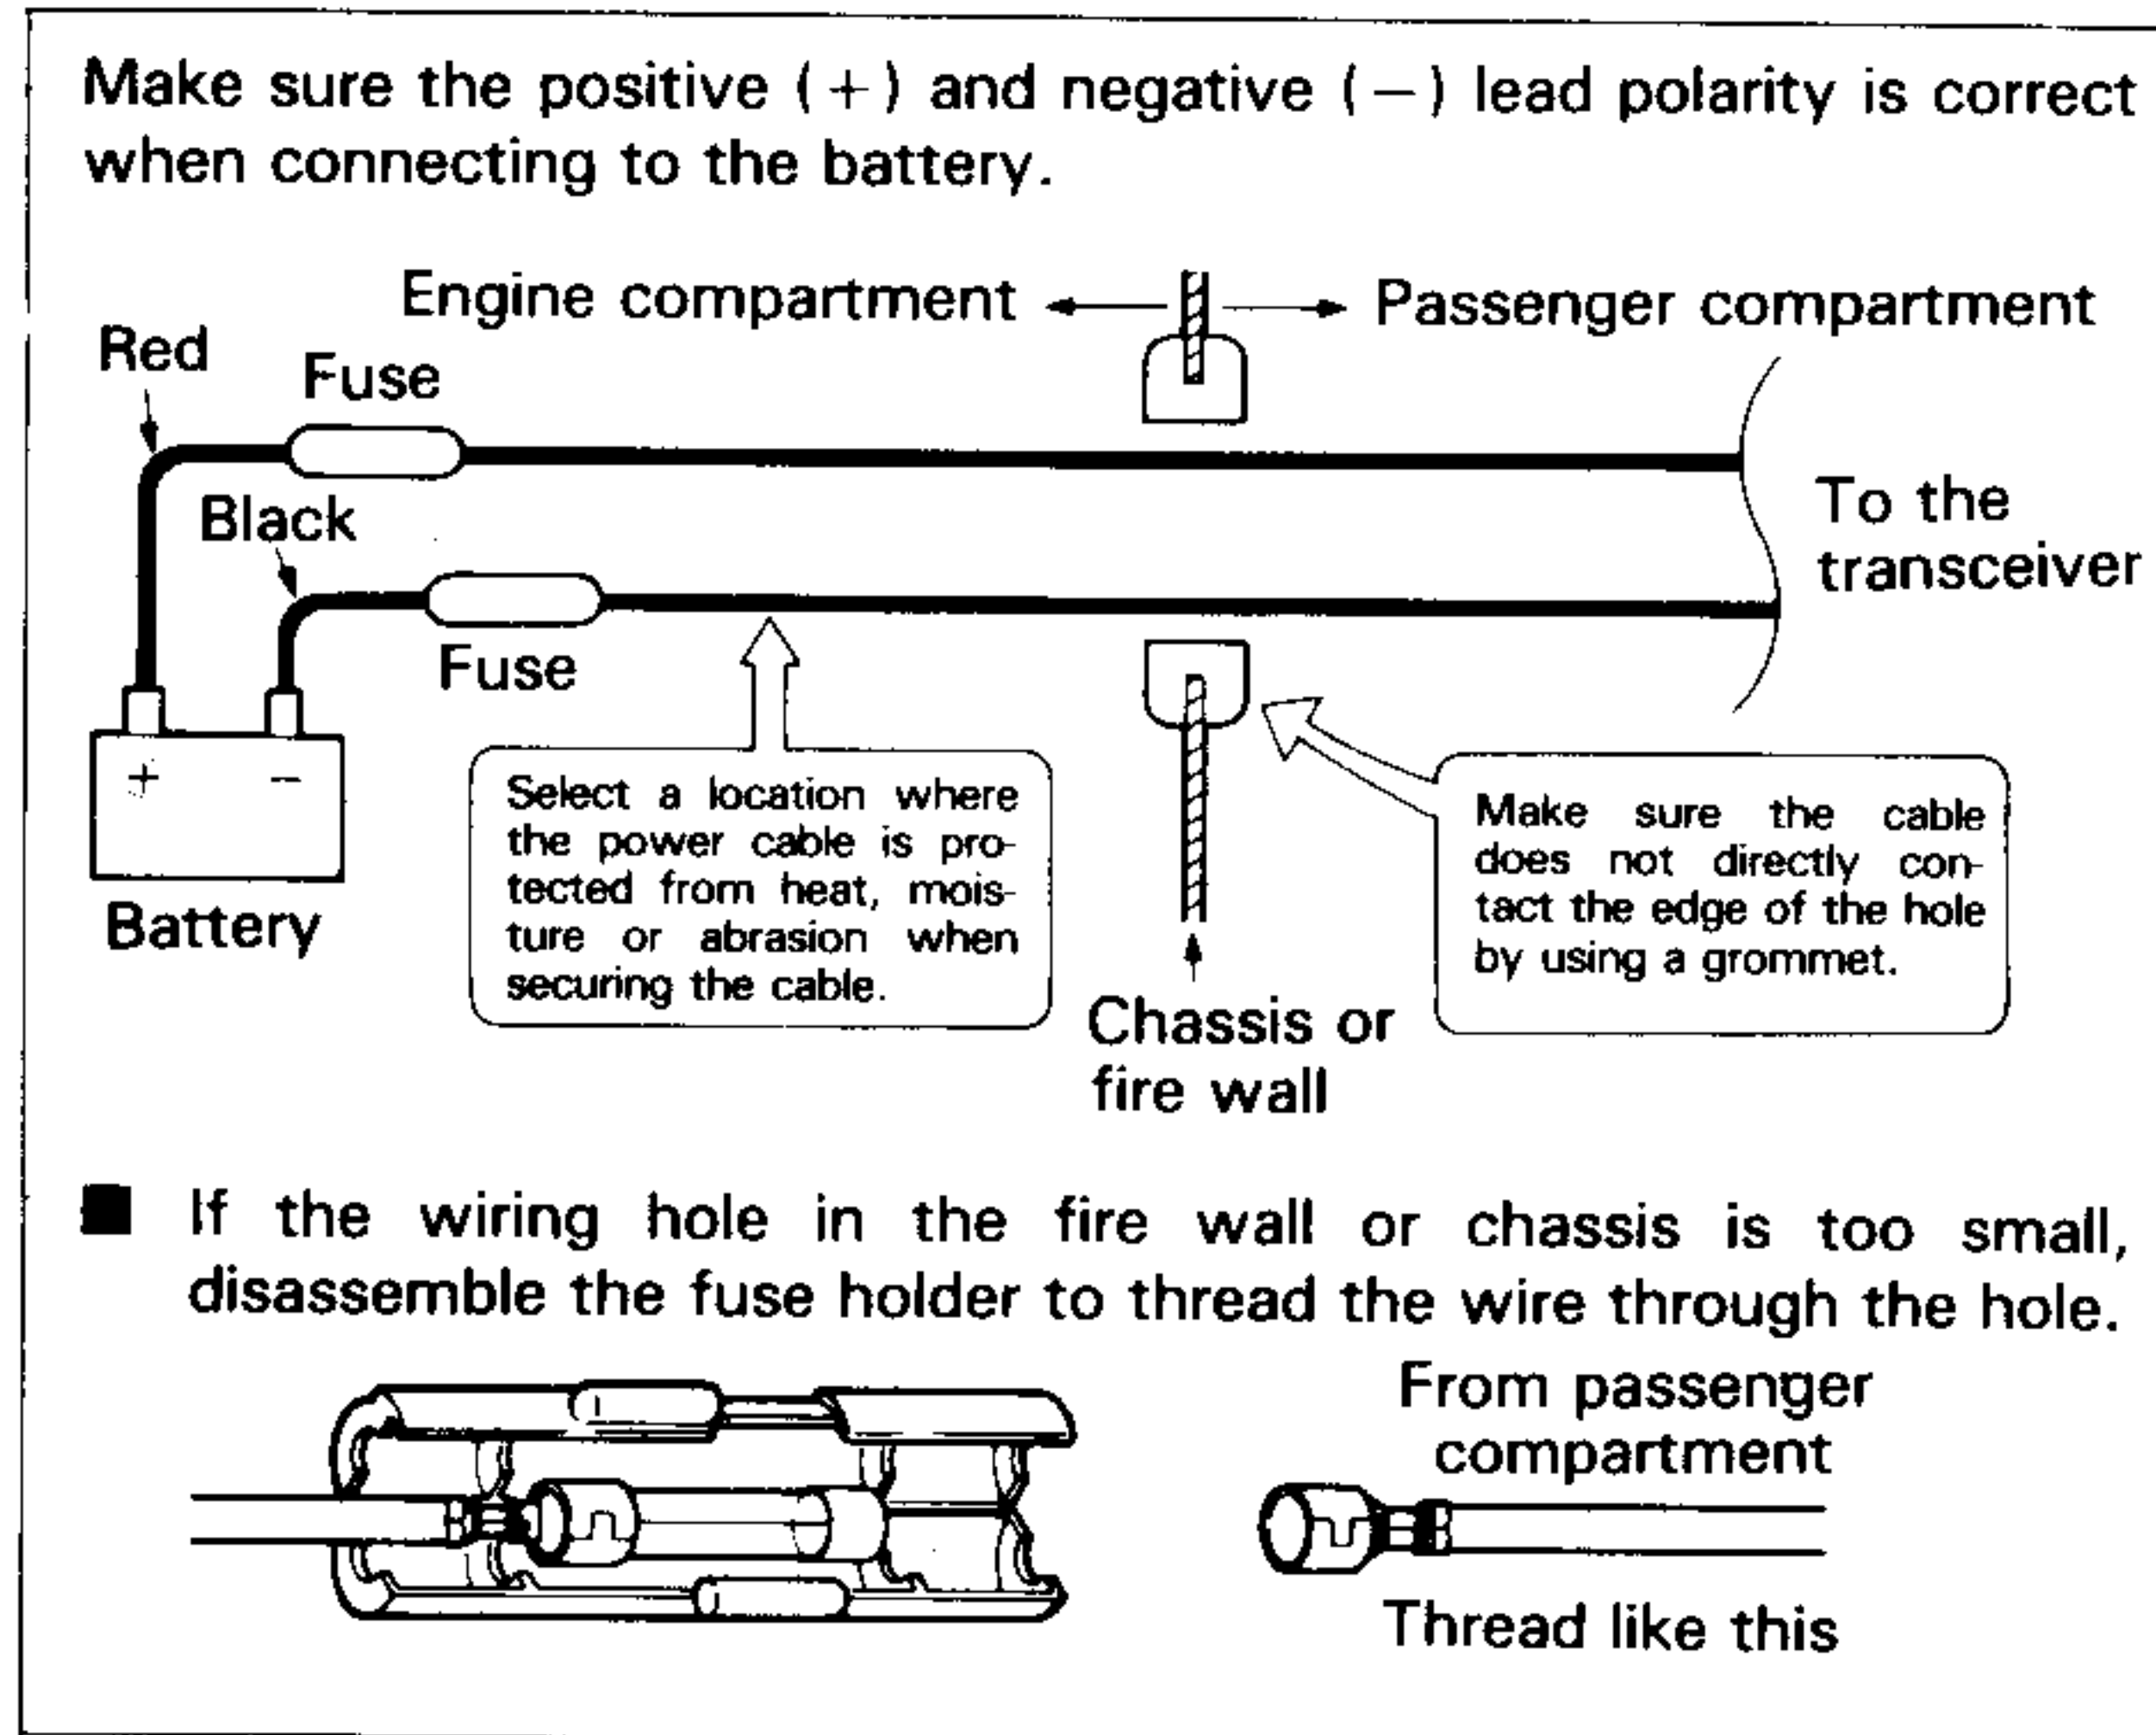 Make sure the positive (+) and negative (−) lead polarity is correct
when connecting to the battery.
Engine compartment
Passenger compartment
Red
Fuse
Black
To the
transceiver
Fuse
+ −
Battery
Select a location where
the power cable is pro-
tected from heat, mois-
ture or abrasion when
securing the cable.
Make sure the cable
does not directly con-
tact the edge of the hole
by using a grommet.
Chassis or
fire wall
■ If the wiring hole in the fire wall or chassis is too small,
disassemble the fuse holder to thread the wire through the hole.
From passenger
compartment
Thread like this